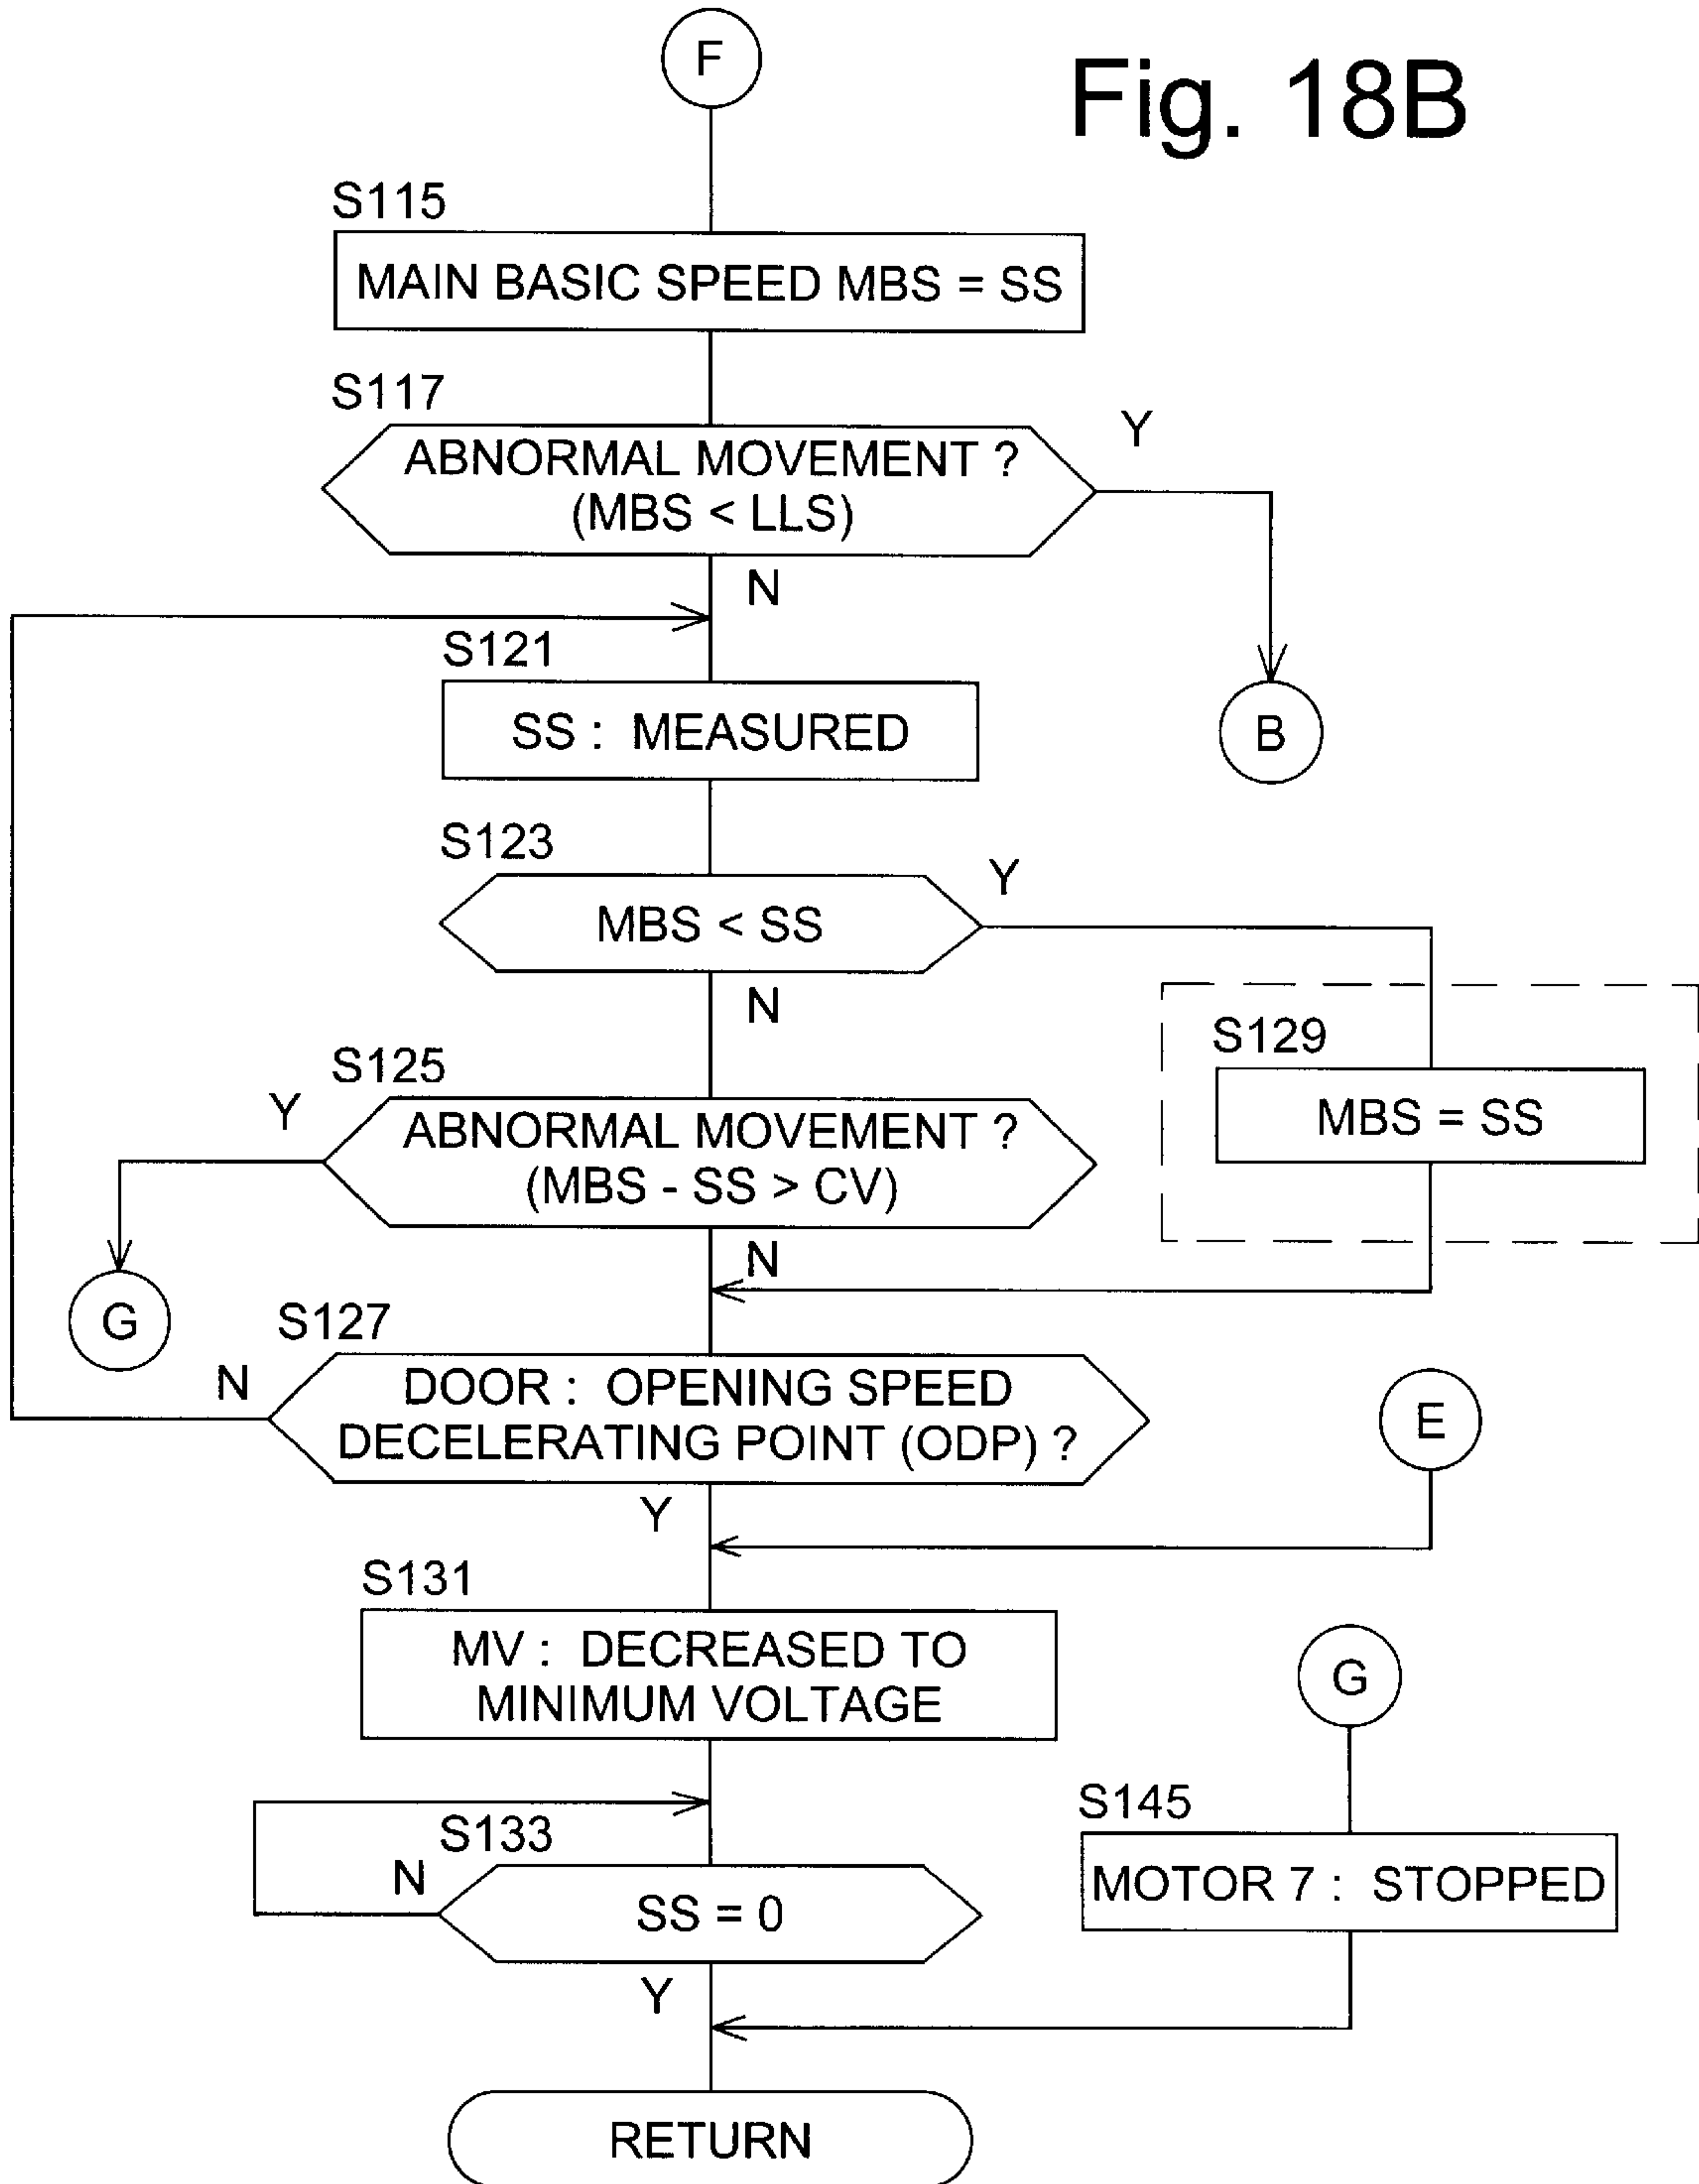 F
Fig. 18B
S115
MAIN BASIC SPEED MBS = SS
S117
ABNORMAL MOVEMENT ?
(MBS < LLS)
Y
N
S121
SS : MEASURED
B
S123
MBS < SS
Y
N
S129
MBS = SS
S125
Y
ABNORMAL MOVEMENT ?
(MBS - SS > CV)
N
G
S127
N
DOOR : OPENING SPEED
DECELERATING POINT (ODP) ?
E
Y
S131
MV : DECREASED TO
MINIMUM VOLTAGE
G
S133
N
SS = 0
S145
MOTOR 7 : STOPPED
Y
RETURN